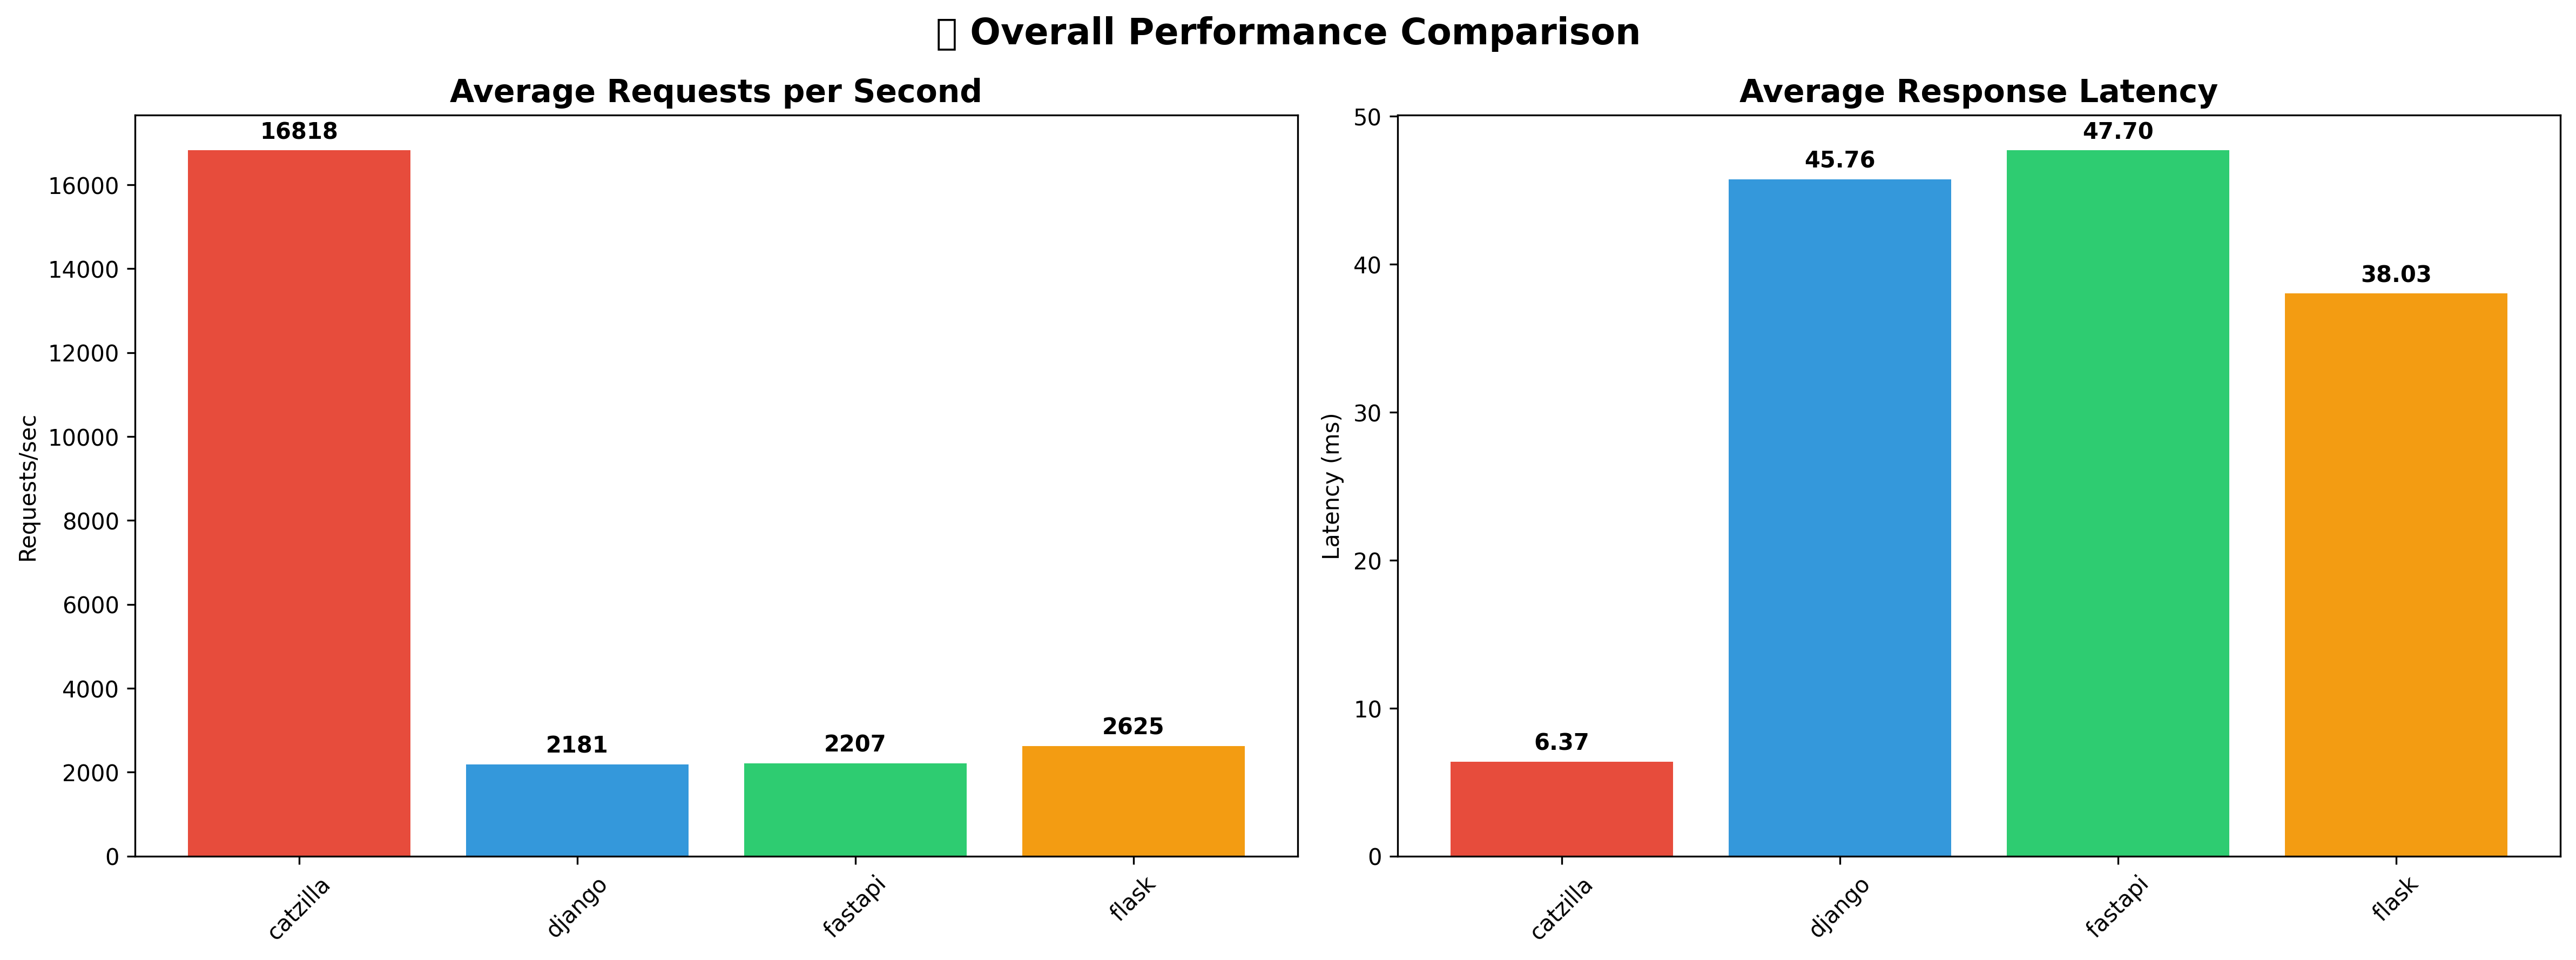 Overall Performance Comparison
Average Requests per Second
Requests/sec
16000
14000
12000
10000
8000
6000
4000
2000
0
16818
2181
2207
2625
catzilla
django
fastapi
flask
Average Response Latency
Latency (ms)
50
40
30
20
10
0
6.37
45.76
47.70
38.03
catzilla
django
fastapi
flask